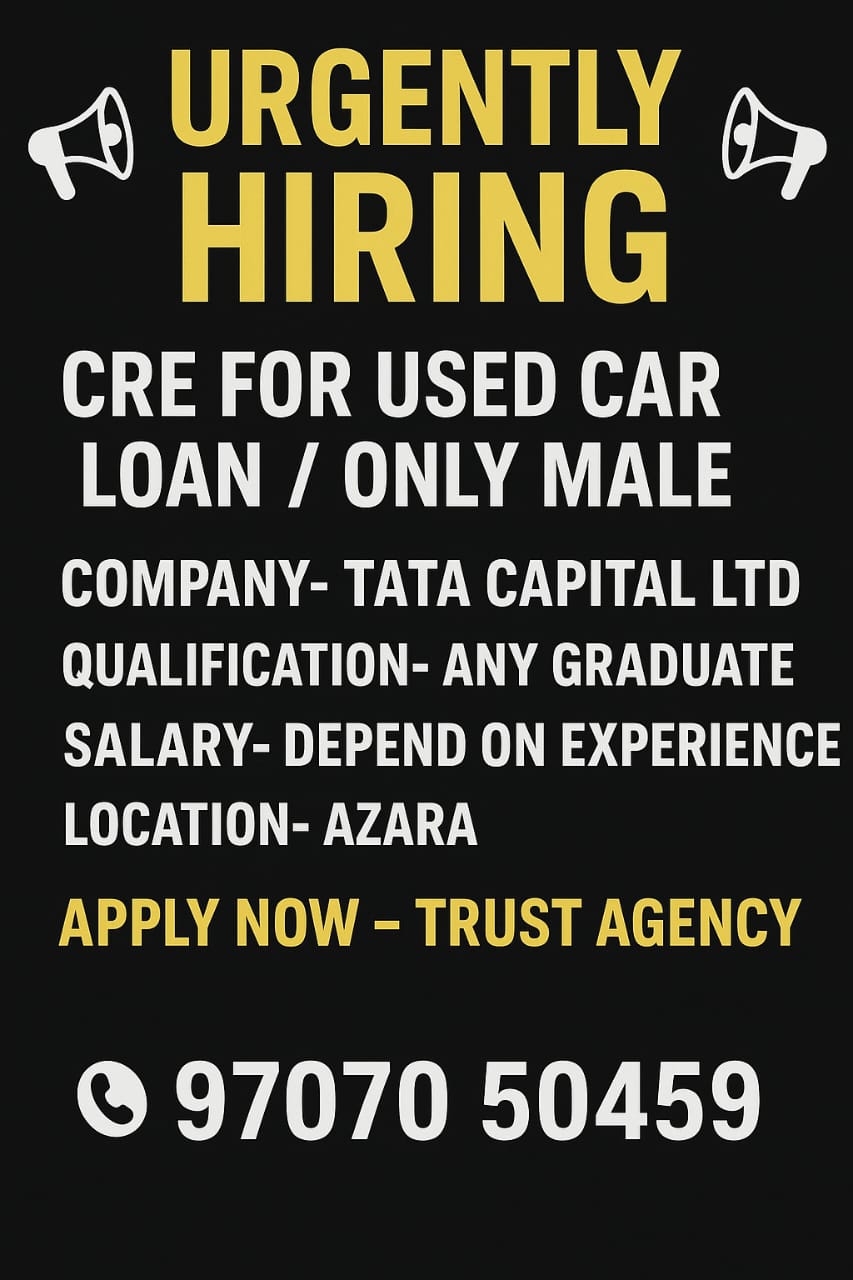 URGENTLY
HIRING
CRE FOR USED CAR
LOAN / ONLY MALE
COMPANY- TATA CAPITAL LTD
QUALIFICATION- ANY GRADUATE
SALARY- DEPEND ON EXPERIENCE
LOCATION- AZARA
APPLY NOW – TRUST AGENCY
97070 50459